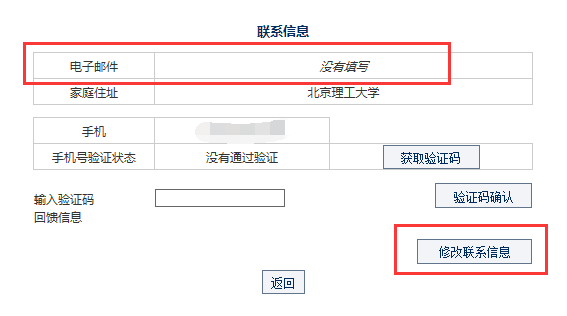 联系信息
电子邮件 没有填写
家庭住址 北京理工大学
手机
手机号验证状态 没有通过验证 获取验证码
输入验证码 验证码确认
回馈信息
修改联系信息
返回